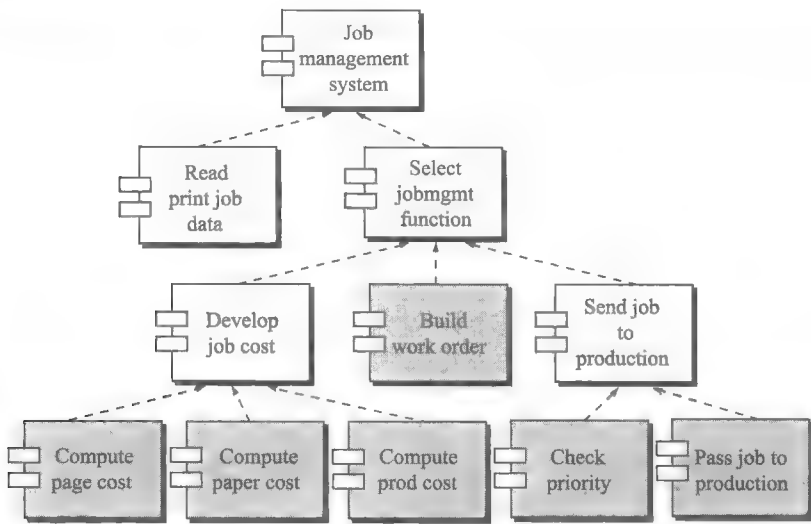 Job
management
system
Read
print job
data
Select
jobmgmt
function
Develop
job cost
Build
work order
Send job
to
production
Compute
page cost
Compute
paper cost
Compute
prod cost
Check
priority
Pass job to
production